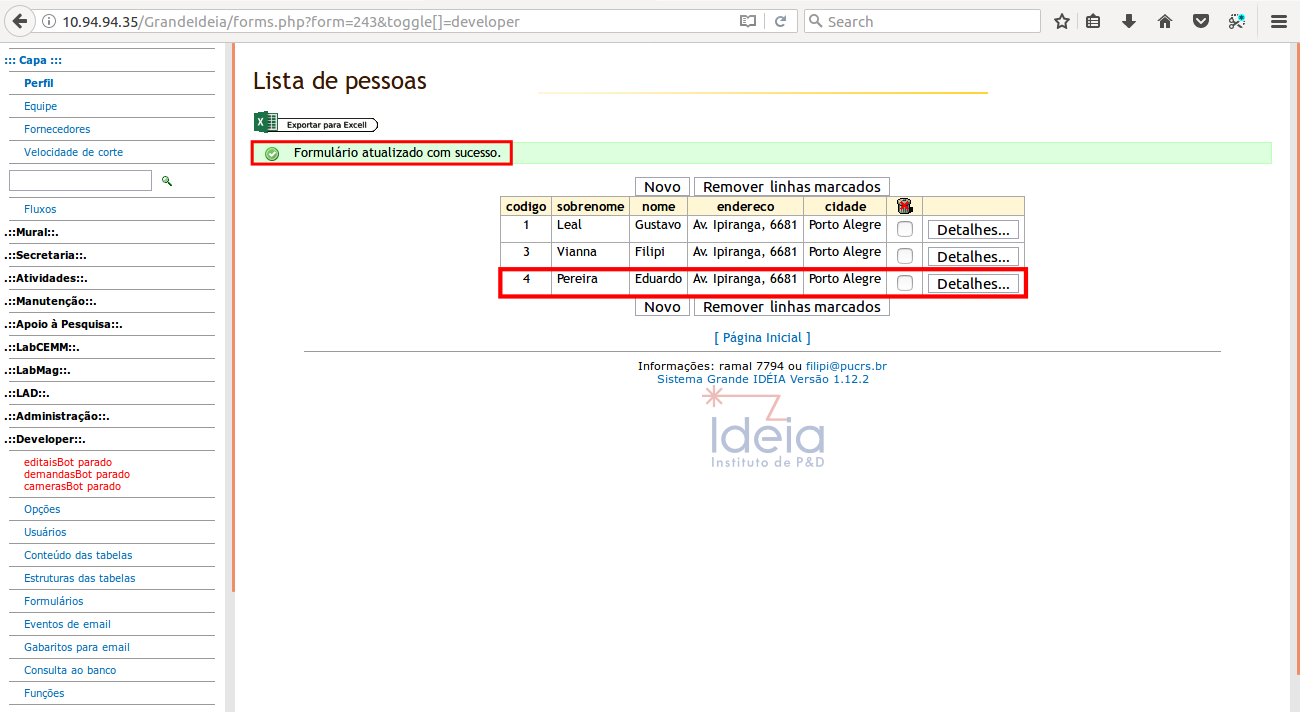 10.94.94.35/GrandeIdeia/forms.php?form=243&toggle[]=developer
Search
::: Capa :::
Perfil
Equipe
Fornecedores
Velocidade de corte
Fluxos
.::Mural::.
.::Secretaria::.
.::Atividades::.
.::Manutenção::.
.::Apoio à Pesquisa::.
.::LabCEMM::.
.::LabMag::.
.::LAD::.
.::Administração::.
.::Developer::.
editaisBot parado
demandasBot parado
camerasBot parado
Opções
Usuários
Conteúdo das tabelas
Estruturas das tabelas
Formulários
Eventos de email
Gabaritos para email
Consulta ao banco
Funções
Lista de pessoas
X Exportar para Excell
Formulário atualizado com sucesso.
Novo Remover linhas marcados
codigo sobrenome nome endereco cidade
1 Leal Gustavo Av. Ipiranga, 6681 Porto Alegre Detalhes...
3 Vianna Filipi Av. Ipiranga, 6681 Porto Alegre Detalhes...
4 Pereira Eduardo Av. Ipiranga, 6681 Porto Alegre Detalhes...
Novo Remover linhas marcados
[ Página Inicial ]
Informações: ramal 7794 ou filipi@pucrs.br
Sistema Grande IDÉIA Versão 1.12.2
Ideia
Instituto de P&D